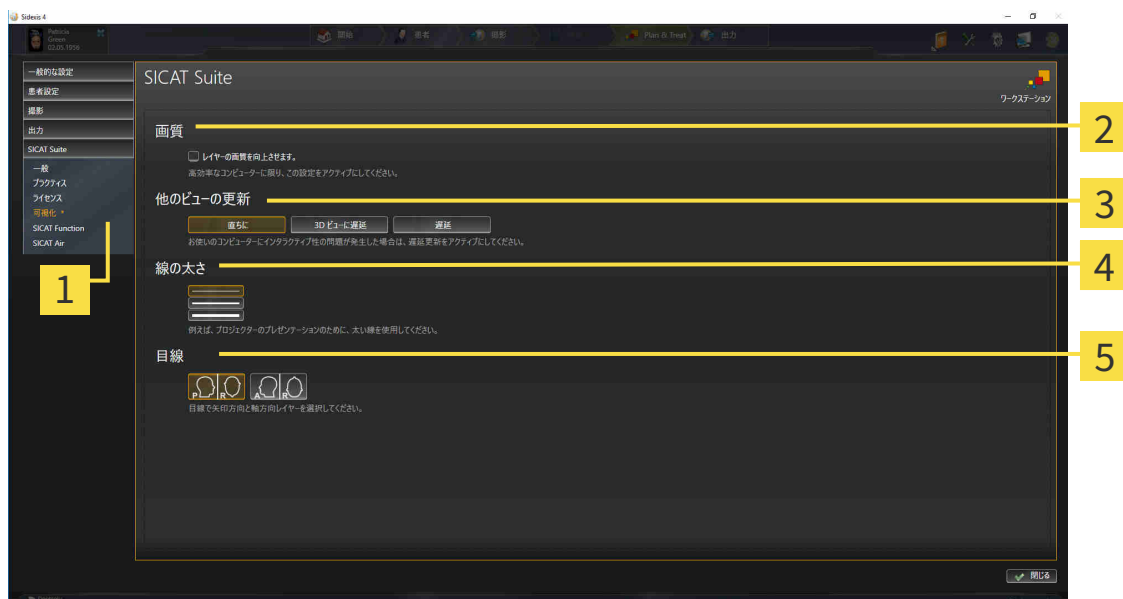 Sidexis 4
Patricia
Green
02.05.1956
開始
患者
撮影
Plan & Treat
出力
一般的な設定
患者設定
撮影
出力
SICAT Suite
一般
プラクティス
ライセンス
可視化
SICAT Function
SICAT Air
SICAT Suite
ワークステーション
画質
レイヤーの画質を向上させます。
高効率なコンピューターに限り、この設定をアクティブにしてください。
他のビューの更新
直ちに
3D ビューに遅延
遅延
お使いのコンピューターにインタラクティブ性の問題が発生した場合は、遅延更新をアクティブにしてください。
線の太さ
例えば、プロジェクターのプレゼンテーションのために、太い線を使用してください。
目線
P R
A R
目線で矢印方向と軸方向レイヤーを選択してください。
閉じる
1
2
3
4
5